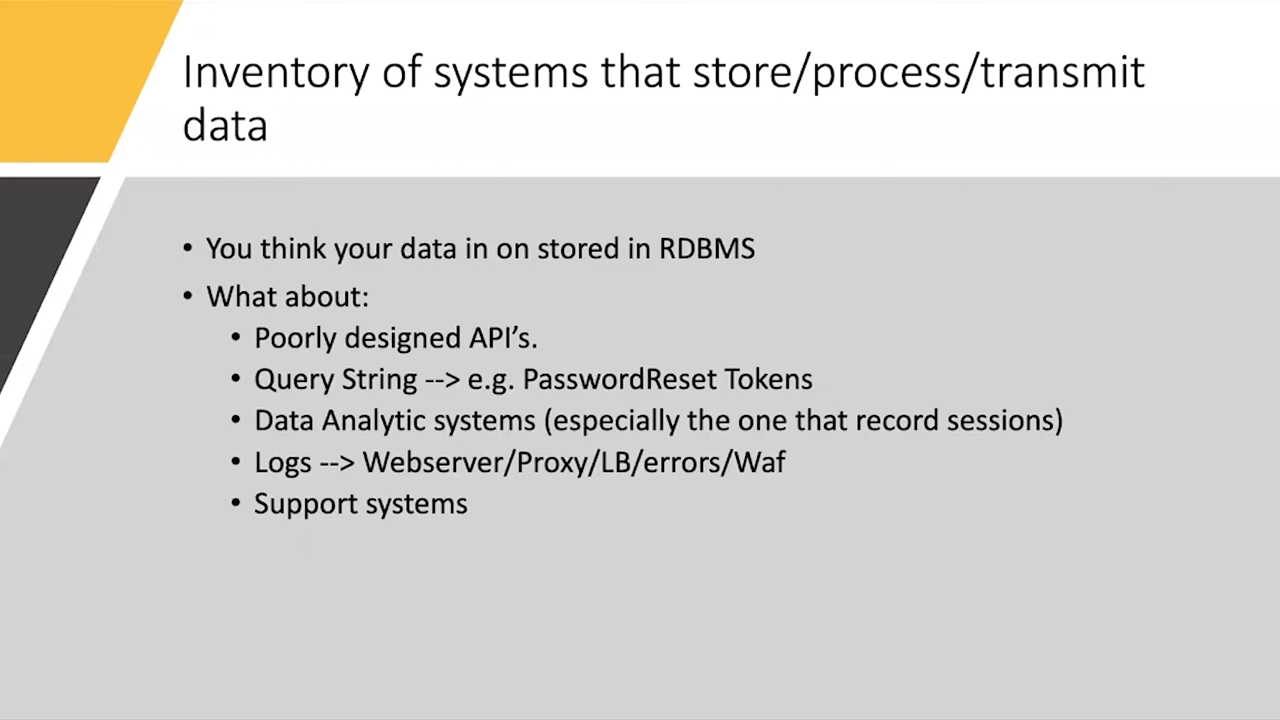 Inventory of systems that store/process/transmit
data
• You think your data in on stored in RDBMS
• What about:
• Poorly designed API’s.
• Query String --> e.g. PasswordReset Tokens
• Data Analytic systems (especially the one that record sessions)
• Logs --> Webserver/Proxy/LB/errors/Waf
• Support systems